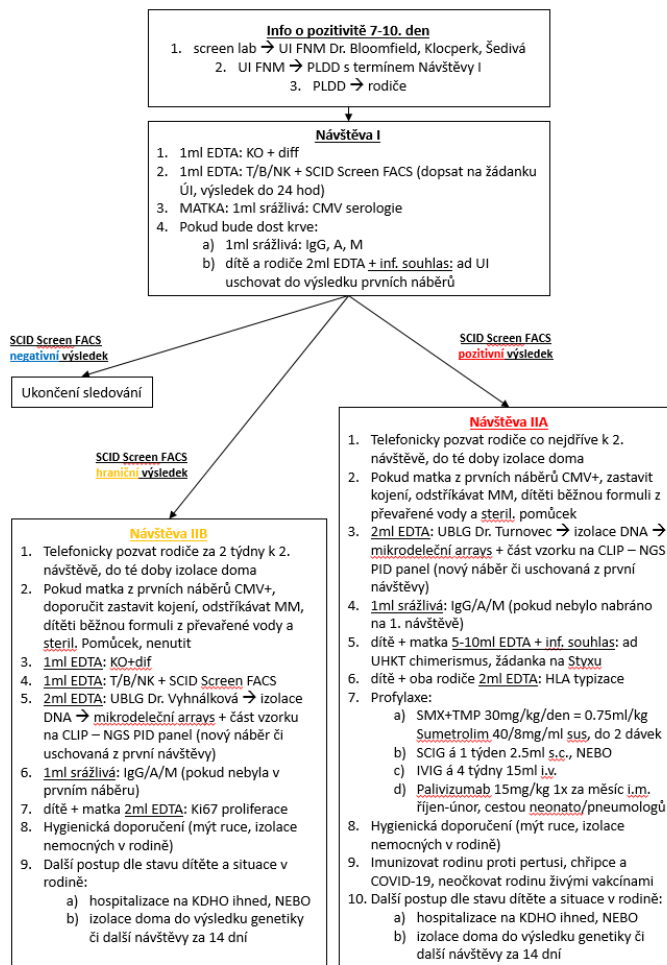 Info o pozitivitě 7-10. den
1. screen lab → UI FNM Dr. Bloomfield, Klocperk, Šedivá
2. UI FNM → PLDD s termínem Návštěvy I
3. PLDD → rodiče
Návštěva I
1. 1ml EDTA: KO + diff
2. 1ml EDTA: T/B/NK + SCID Screen FACS (dopsat na žádanku
ÚI, výsledek do 24 hod)
3. MATKA: 1ml srážlivá: CMV serologie
4. Pokud bude dost krve:
a) 1ml srážlivá: IgG, A, M
b) dítě a rodiče 2ml EDTA + inf. souhlas: ad UI
uschovat do výsledku prvních náběrů
SCID Screen FACS
negativní výsledek
Ukončení sledování
SCID Screen FACS
pozitivní výsledek
SCID Screen FACS
hraniční výsledek
Návštěva IIB
1. Telefonicky pozvat rodiče za 2 týdny k 2.
návštěvě, do té doby izolace doma
2. Pokud matka z prvních náběrů CMV+,
doporučit zastavit kojení, odstříkávat MM,
dítěti běžnou formuli z převařené vody a
steril. Pomůcek, nenutit
3. 1ml EDTA: KO+dif
4. 1ml EDTA: T/B/NK + SCID Screen FACS
5. 2ml EDTA: UBLG Dr. Vyhnálková → izolace
DNA → mikrodeleční arrays + část vzorku
na CLIP – NGS PID panel (nový náběr či
uschovaná z první návštěvy)
6. 1ml srážlivá: IgG/A/M (pokud nebyla v
prvním náběru)
7. dítě + matka 2ml EDTA: Ki67 proliferace
8. Hygienická doporučení (mýt ruce, izolace
nemocných v rodině)
9. Další postup dle stavu dítěte a situace v
rodině:
a) hospitalizace na KDHO ihned, NEBO
b) izolace doma do výsledku genetiky
či další návštěvy za 14 dní
Návštěva IIA
1. Telefonicky pozvat rodiče co nejdříve k 2.
návštěvě, do té doby izolace doma
2. Pokud matka z prvních náběrů CMV+, zastavit
kojení, odstříkávat MM, dítěti běžnou formuli z
převařené vody a steril. pomůcek
3. 2ml EDTA: UBLG Dr. Turnovec → izolace DNA →
mikrodeleční arrays + část vzorku na CLIP – NGS
PID panel (nový náběr či uschovaná z první
návštěvy)
4. 1ml srážlivá: IgG/A/M (pokud nebylo nabráno
na 1. návštěvě)
5. dítě + matka 5-10ml EDTA + inf. souhlas: ad
UHKT chimerismus, žádanka na Styxu
6. dítě + oba rodiče 2ml EDTA: HLA typizace
7. Profylaxe:
a) SMX+TMP 30mg/kg/den = 0.75ml/kg
Sumetrolim 40/8mg/ml sus, do 2 dávek
b) SCIG á 1 týden 2.5ml s.c., NEBO
c) IVIG á 4 týdny 15ml i.v.
d) Palivizumab 15mg/kg 1x za měsíc i.m.
říjen-únor, cestou neonato/pneumologů
8. Hygienická doporučení (mýt ruce, izolace
nemocných v rodině)
9. Imunizovat rodinu proti pertusi, chřipce a
COVID-19, neočkovat rodinu živými vakcínami
10. Další postup dle stavu dítěte a situace v rodině:
a) hospitalizace na KDHO ihned, NEBO
b) izolace doma do výsledku genetiky či
další návštěvy za 14 dní